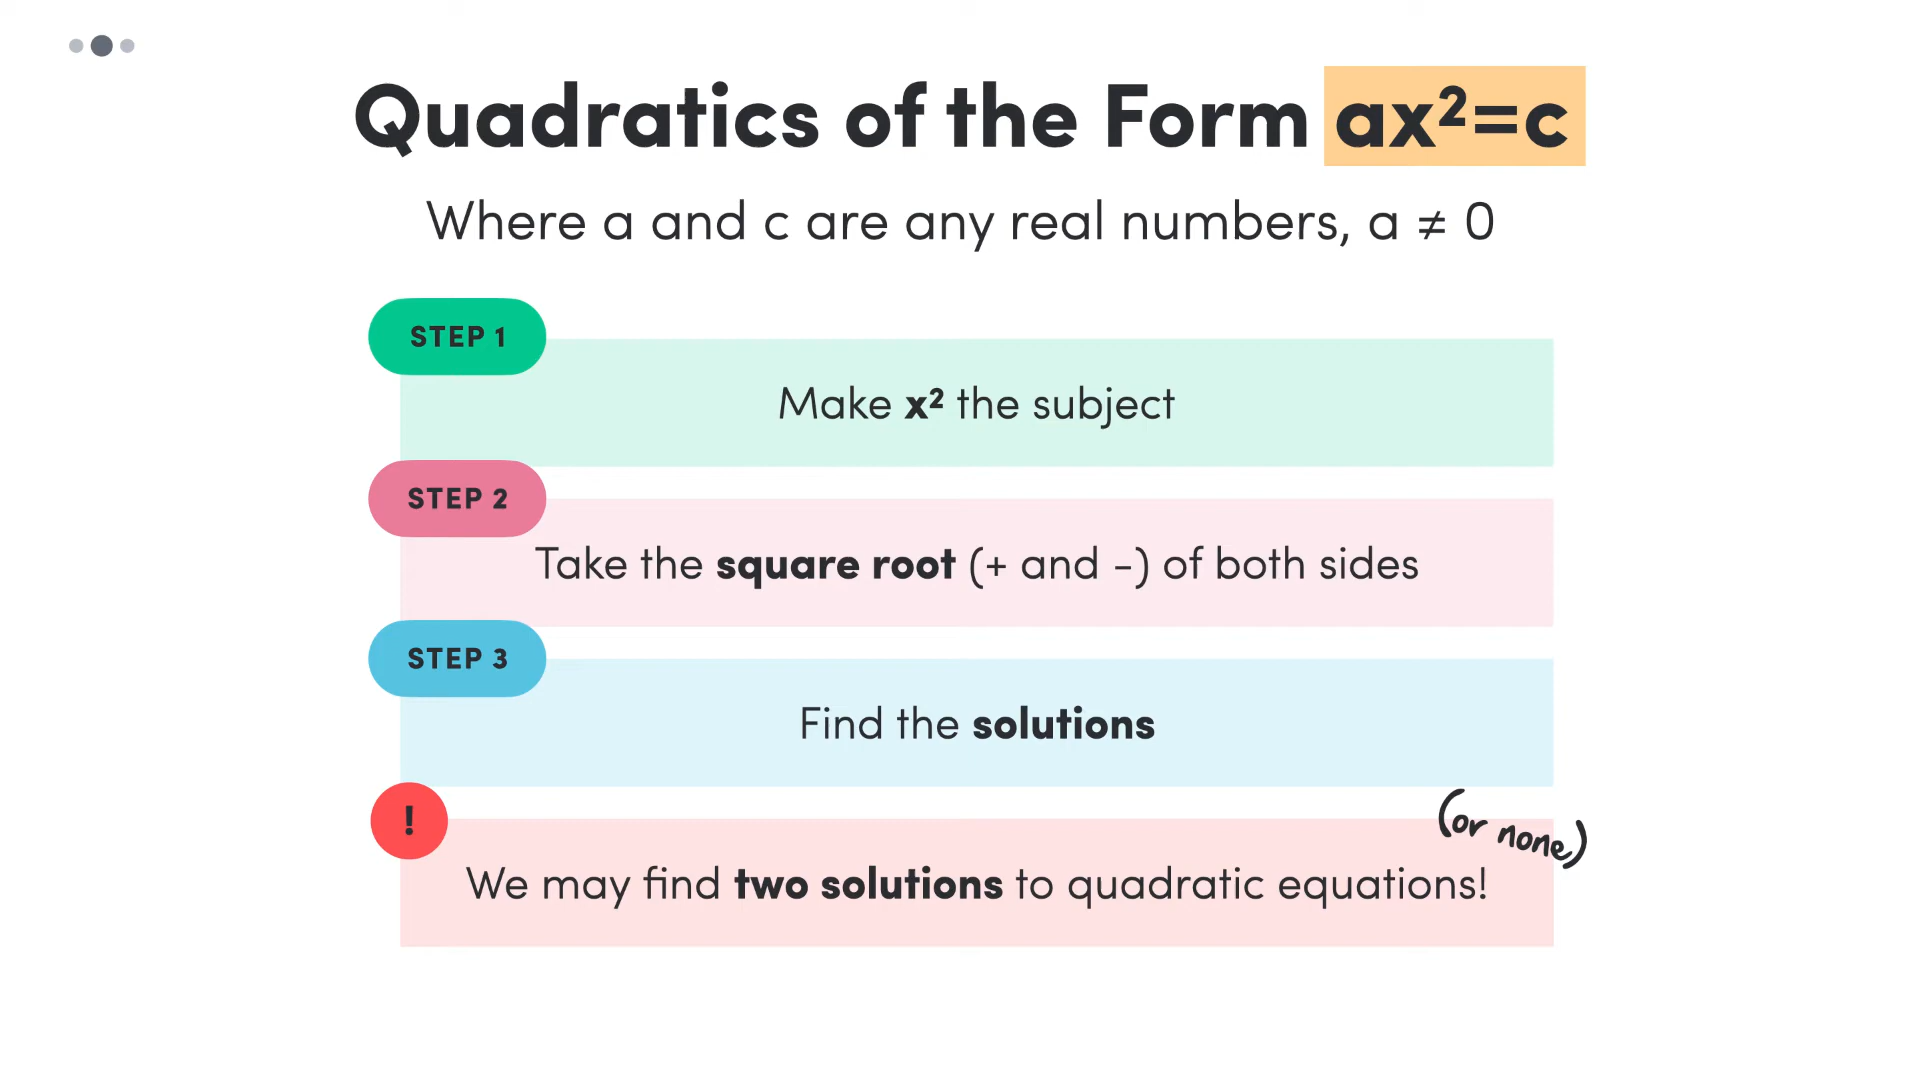 Quadratics of the Form ax²=c
Where a and c are any real numbers, a ≠ 0
STEP 1
Make x² the subject
STEP 2
Take the square root (+ and -) of both sides
STEP 3
Find the solutions
!
(or none)
We may find two solutions to quadratic equations!